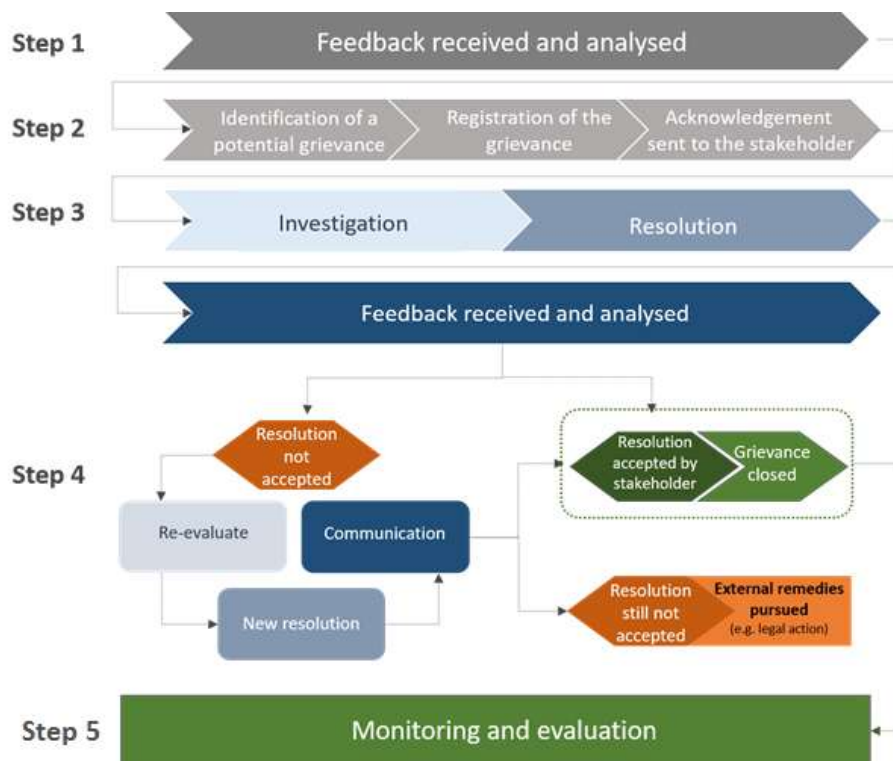 Step 1
Feedback received and analysed
Step 2
Identification of a
potential grievance
Registration of the
grievance
Acknowledgement
sent to the stakeholder
Step 3
Investigation
Resolution
Feedback received and analysed
Step 4
Resolution
not
accepted
Resolution
accepted by
stakeholder
Grievance
closed
Re-evaluate
Communication
New resolution
Resolution
still not
accepted
External remedies
pursued
(e.g. legal action)
Step 5
Monitoring and evaluation